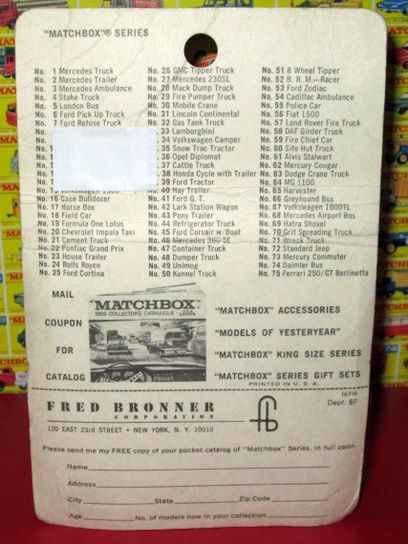 "MATCHBOX"® SERIES
No. 1 Mercedes Truck
No. 2 Mercedes Trailer
No. 3 Mercedes Ambulance
No. 4 Stake Truck
No. 5 London Bus
No. 6 Ford Pick Up Truck
No. 7 Ford Refuse Truck
No. 16 Case Bulldozer
No. 17 Horse Box
No. 18 Field Car
No. 19 Formula One Lotus
No. 20 Chevrolet Impala Taxi
No. 21 Cement Truck
No. 22 Pontiac Grand Prix
No. 23 House Trailer
No. 24 Rolls Royce
No. 25 Ford Cortina
No. 26 GMC Tipper Truck
No. 27 Mercedes 230SL
No. 28 Mack Dump Truck
No. 29 Fire Pumper Truck
No. 30 Mobile Crane
No. 31 Lincoln Continental
No. 32 Gas Tank Truck
33 Lamborghini
34 Volkswagen Camper
35 Snow Trac Tractor
36 Opel Diplomat
37 Cattle Truck
38 Honda Cycle with Trailer
39 Ford Tractor
40 Hay Trailer
No. 41 Ford G. T.
No. 42 Lark Station Wagon
No. 43 Pony Trailer
No. 44 Refrigerator Truck
No. 45 Ford Corsair w/Boat
No. 46 Mercedes 300 SE
No. 47 Container Truck
No. 48 Dumper Truck
No. 49 Unimog
No. 50 Kennel Truck
No. 51 8 Wheel Tipper
No. 52 B. R. M.—Racer
No. 53 Ford Zodiac
No. 54 Cadillac Ambulance
No. 55 Police Car
No. 56 Fiat 1500
No. 57 Land Rover Fire Truck
No. 58 DAF Girder Truck
No. 59 Fire Chief Car
No. 60 Site Hut Truck
No. 61 Alvis Stalwart
No. 62 Mercury Cougar
No. 63 Dodge Crane Truck
No. 64 MG 1100
No. 65 Harvester
No. 66 Greyhound Bus
No. 67 Volkswagen 1600TL
No. 68 Mercedes Airport Bus
No. 69 Hatra Shovel
No. 70 Grit Spreading Truck
No. 71 Wreck Truck
No. 72 Standard Jeep
No. 73 Mercury Commuter
No. 74 Daimler Bus
No. 75 Ferrari 250/GT Berlinetta
MAIL
COUPON
FOR
CATALOG
MATCHBOX
1969 COLLECTORS CATALOGUE
"MATCHBOX" ACCESSORIES
"MODELS OF YESTERYEAR"
"MATCHBOX" KING SIZE SERIES
"MATCHBOX" SERIES GIFT SETS
PRINTED IN U. S. A.
FRED BRONNER
CORPORATION
120 EAST 23rd STREET • NEW YORK, N. Y. 10010
169W
Dept. BP
Please send me my FREE copy of your pocket catalog of "Matchbox" Series, in full color.
Name
Address
City State Zip Code
Age No. of models now in your collection